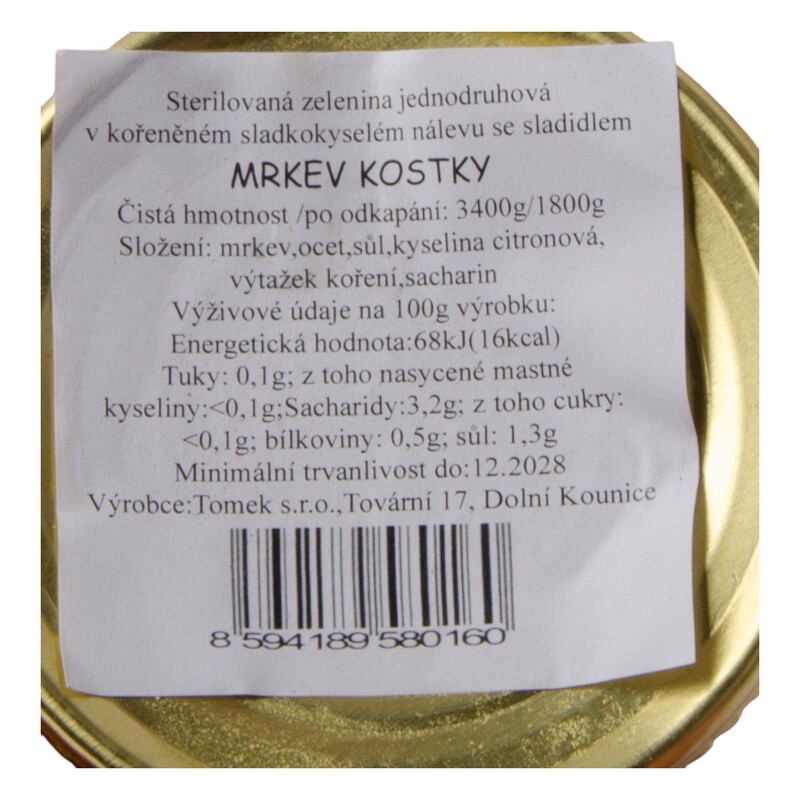 Sterilovaná zelenina jednodruhová
v kořeněném sladkokyselém nálevu se sladidlem
MRKEV KOSTKY
Čistá hmotnost /po odkapání: 3400g/1800g
Složení: mrkev,ocet,sůl,kyselina citronová,
výtažek koření,sacharin
Výživové údaje na 100g výrobku:
Energetická hodnota:68kJ(16kcal)
Tuky: 0,1g; z toho nasycené mastné
kyseliny:<0,1g;Sacharidy:3,2g; z toho cukry:
<0,1g; bílkoviny: 0,5g; sůl: 1,3g
Minimální trvanlivost do:12.2028
Výrobce:Tomek s.r.o.,Tovární 17, Dolní Kounice
8 594189 580160